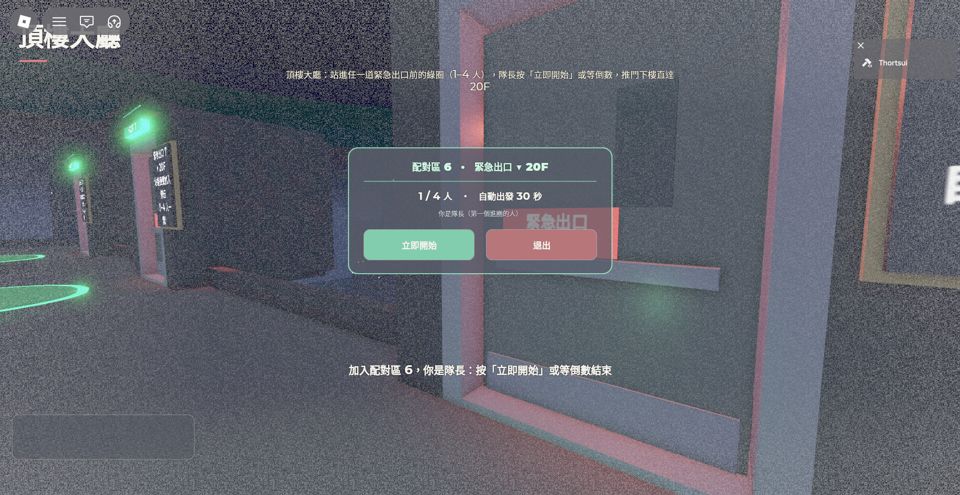 頂樓大廳
頂樓大廳：站進任一道緊急出口前的綠圈（1–4 人），隊長按「立即開始」或等倒數，推門下樓直達
20F
Thortsui
配對區 6 • 緊急出口 ▼ 20F
1 / 4 人 · 自動出發 30 秒
你是隊長（第一個進圈的人）
緊急出口
立即開始
退出
加入配對區 6，你是隊長：按「立即開始」或等倒數結束